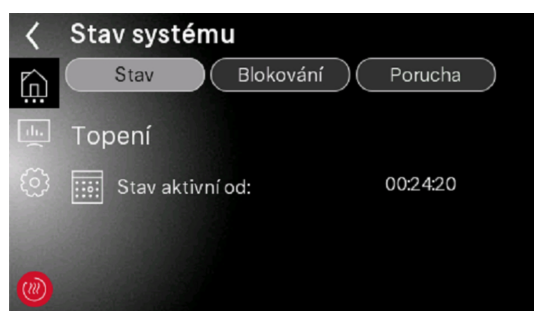 Stav systému
Stav Blokování Porucha
Topení
Stav aktivní od: 00:24:20